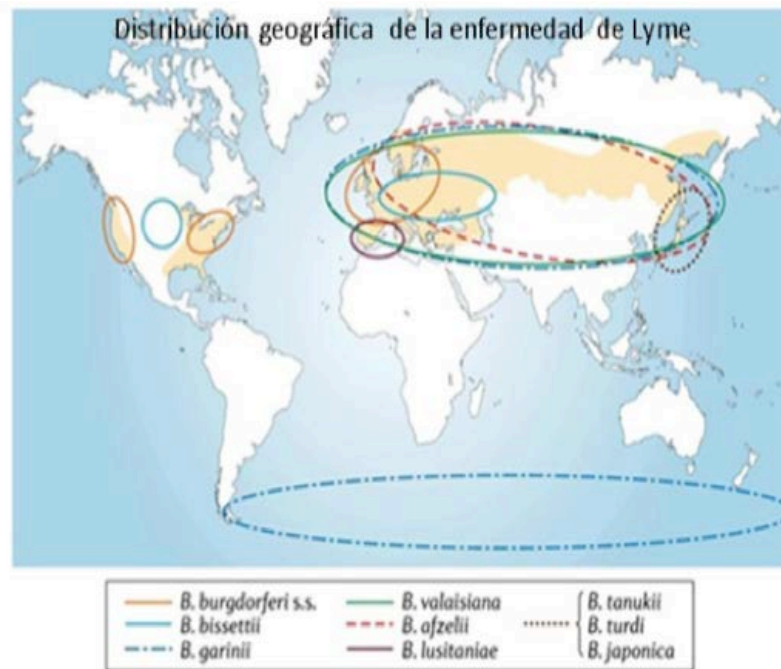 Distribución geográfica de la enfermedad de Lyme
B. burgdorferi s.s.
B. bissettii
B. garinii
B. valaisiana
B. afzelii
B. lusitaniae
B. tanukii
B. turdi
B. japonica